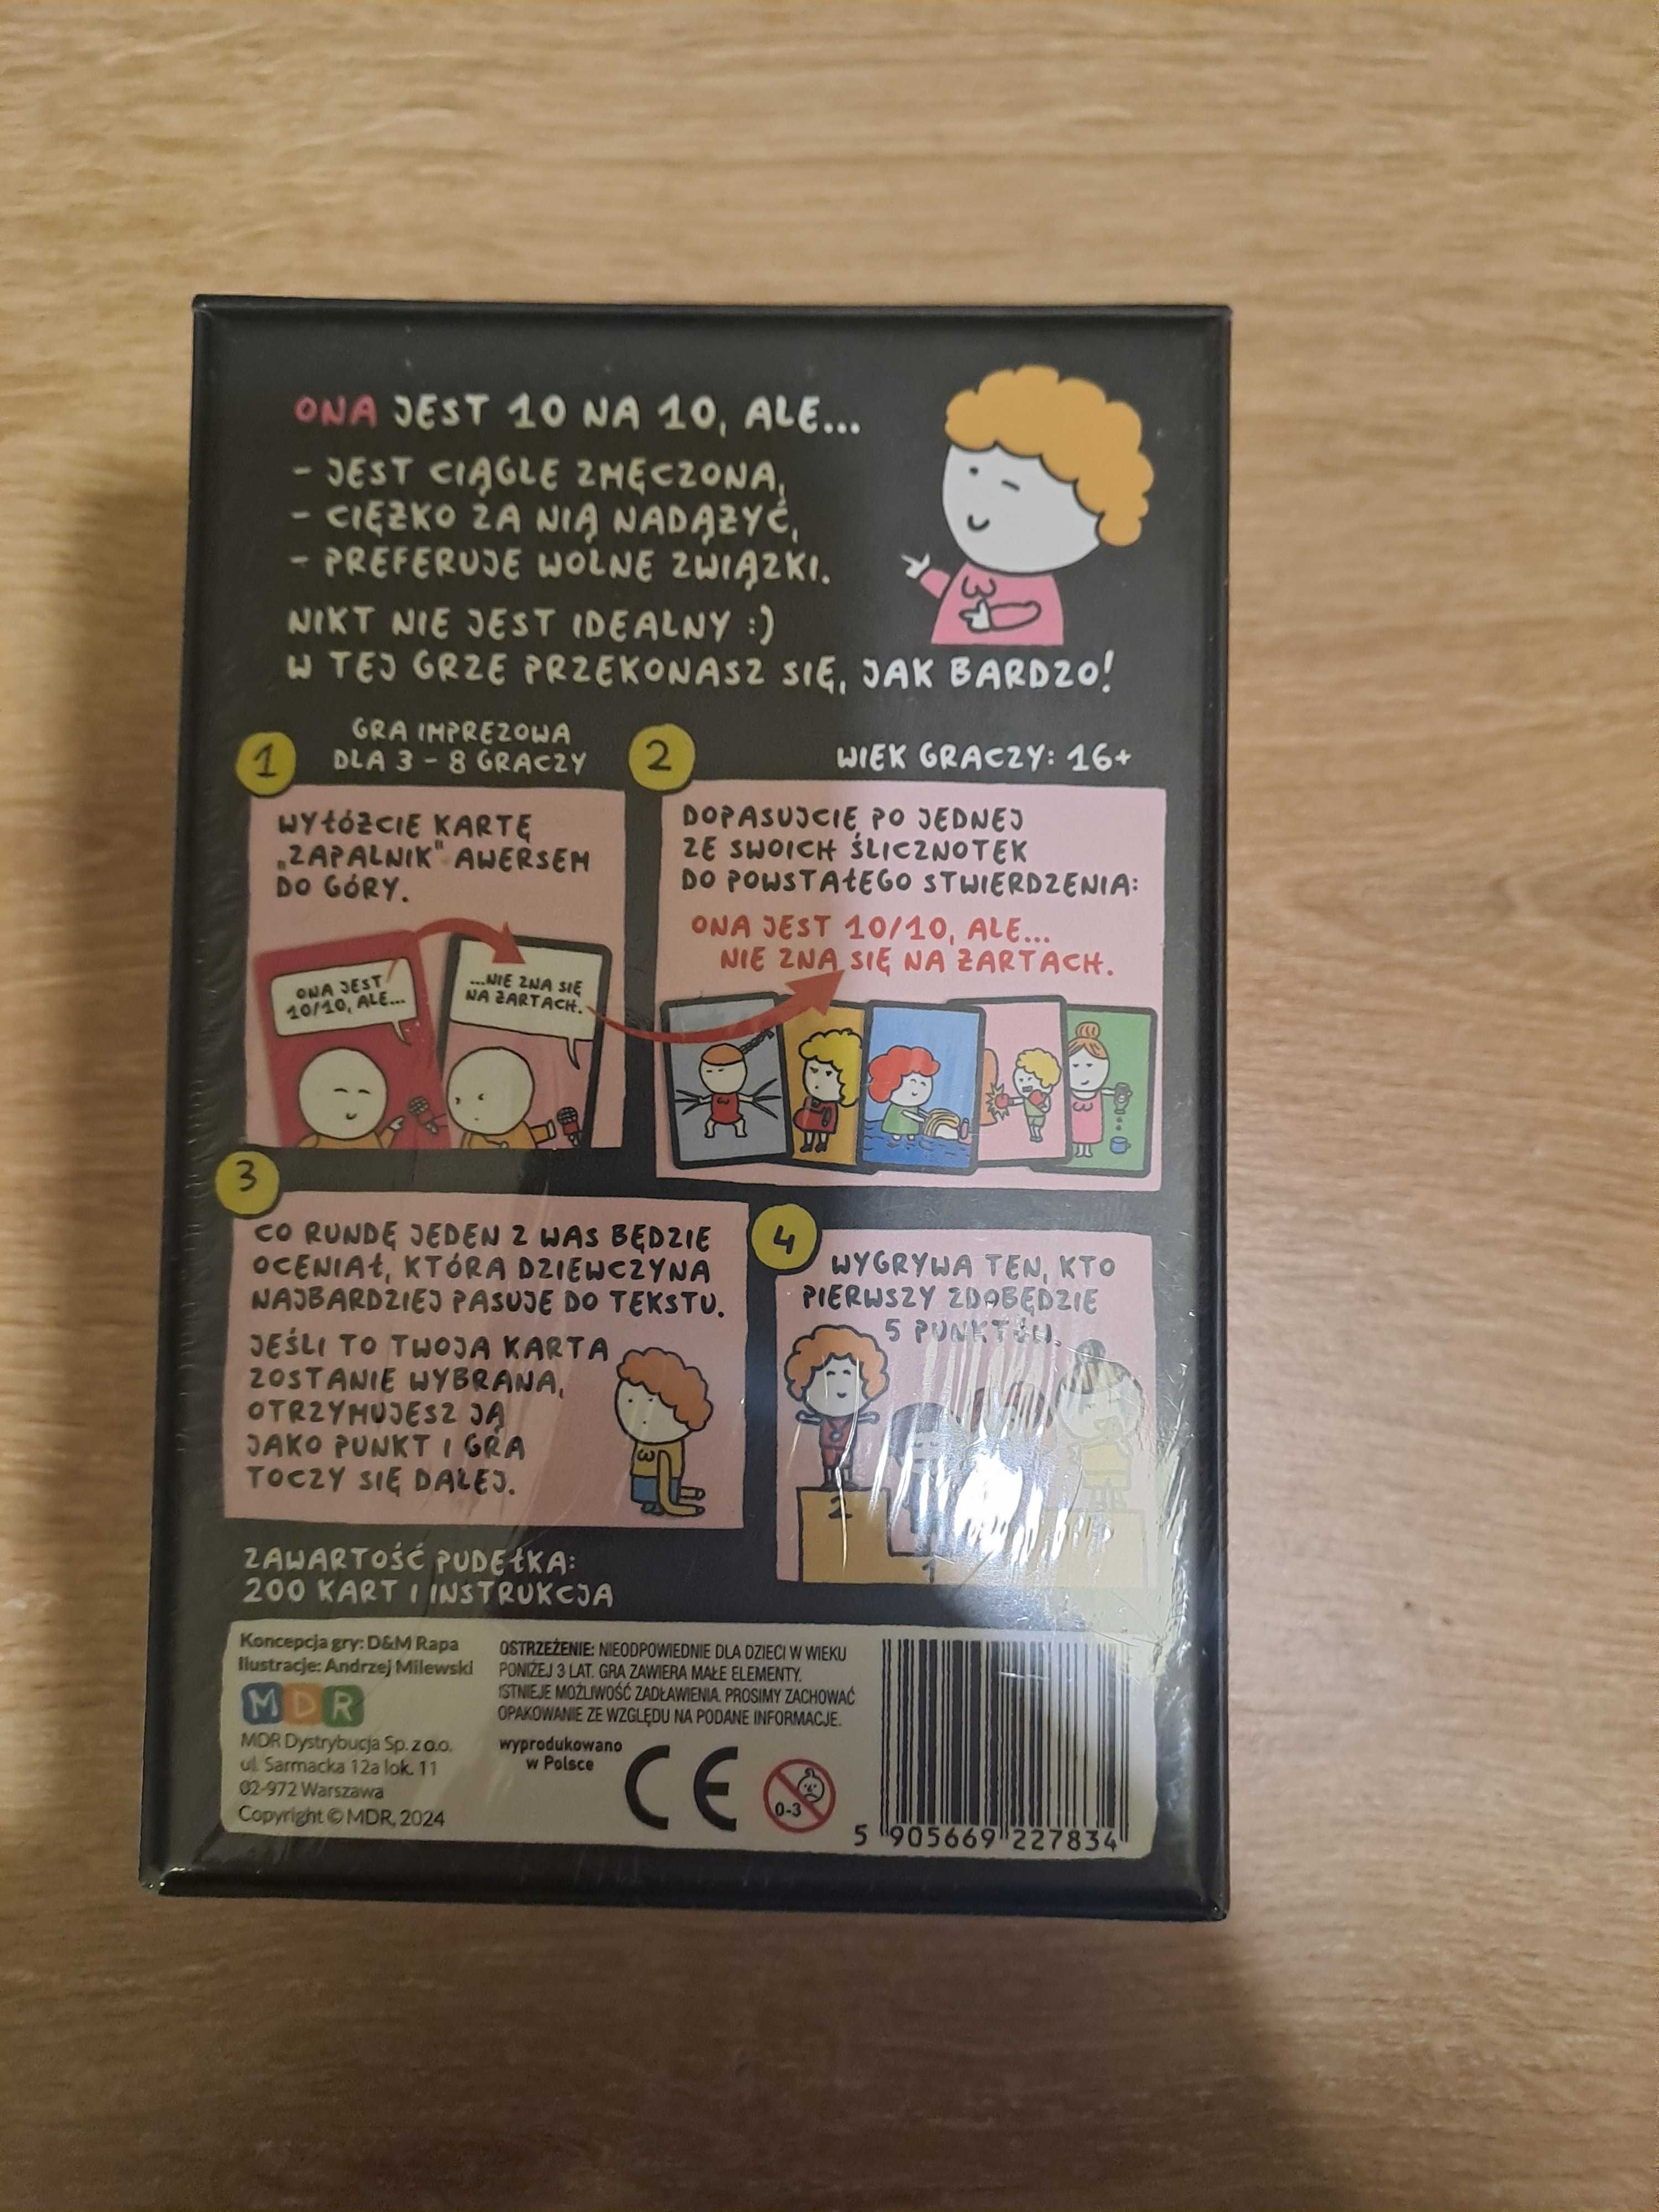 ONA JEST 10 NA 10, ALE...
- JEST CIĄGLE ZMĘCZONA,
- CIĘŻKO ZA NIĄ NADĄŻYĆ,
- PREFERUJE WOLNE ZWIĄZKI.
NIKT NIE JEST IDEALNY :)
W TEJ GRZE PRZEKONASZ SIĘ, JAK BARDZO!
GRA IMPREZOWA
DLA 3 - 8 GRACZY
WIEK GRACZY: 16+
1
WYŁÓŻCIE KARTĘ
„ZAPALNIK" AWERSEM
DO GÓRY.
ONA JEST
10/10, ALE...
...NIE ZNA SIĘ
NA ŻARTACH.
2
DOPASUJCIE PO JEDNEJ
ZE SWOICH ŚLICZNOTEK
DO POWSTAŁEGO STWIERDZENIA:
ONA JEST 10/10, ALE...
NIE ZNA SIĘ NA ŻARTACH.
3
CO RUNDĘ JEDEN Z WAS BĘDZIE
OCENIAŁ, KTÓRA DZIEWCZYNA
NAJBARDZIEJ PASUJE DO TEKSTU.
JEŚLI TO TWOJA KARTA
ZOSTANIE WYBRANA,
OTRZYMUJESZ JĄ
JAKO PUNKT I GRA
TOCZY SIĘ DALEJ.
4
WYGRYWA TEN, KTO
PIERWSZY ZDOBĘDZIE
5 PUNKTÓW.
2
1
ZAWARTOŚĆ PUDEŁKA:
200 KART I INSTRUKCJA
Koncepcja gry: D&M Rapa
Ilustracje: Andrzej Milewski
MDR
MDR Dystrybucja Sp. z o.o.
ul. Sarmacka 12a lok. 11
02-972 Warszawa
Copyright © MDR, 2024
OSTRZEŻENIE: NIEODPOWIEDNIE DLA DZIECI W WIEKU
PONIŻEJ 3 LAT. GRA ZAWIERA MAŁE ELEMENTY.
ISTNIEJE MOŻLIWOŚĆ ZADŁAWIENIA. PROSIMY ZACHOWAĆ
OPAKOWANIE ZE WZGLĘDU NA PODANE INFORMACJE.
wyprodukowano
w Polsce
CE
0-3
5 905669 227834